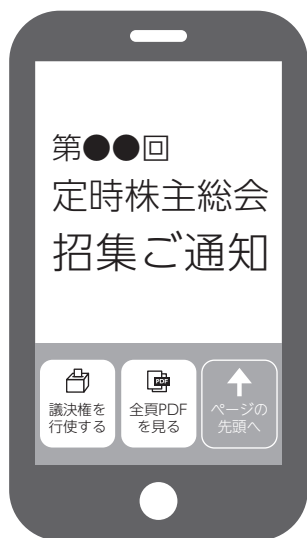 第●●回
定時株主総会
招集ご通知
議決権を
行使する
PDF
全頁PDF
を見る
ページの
先頭へ